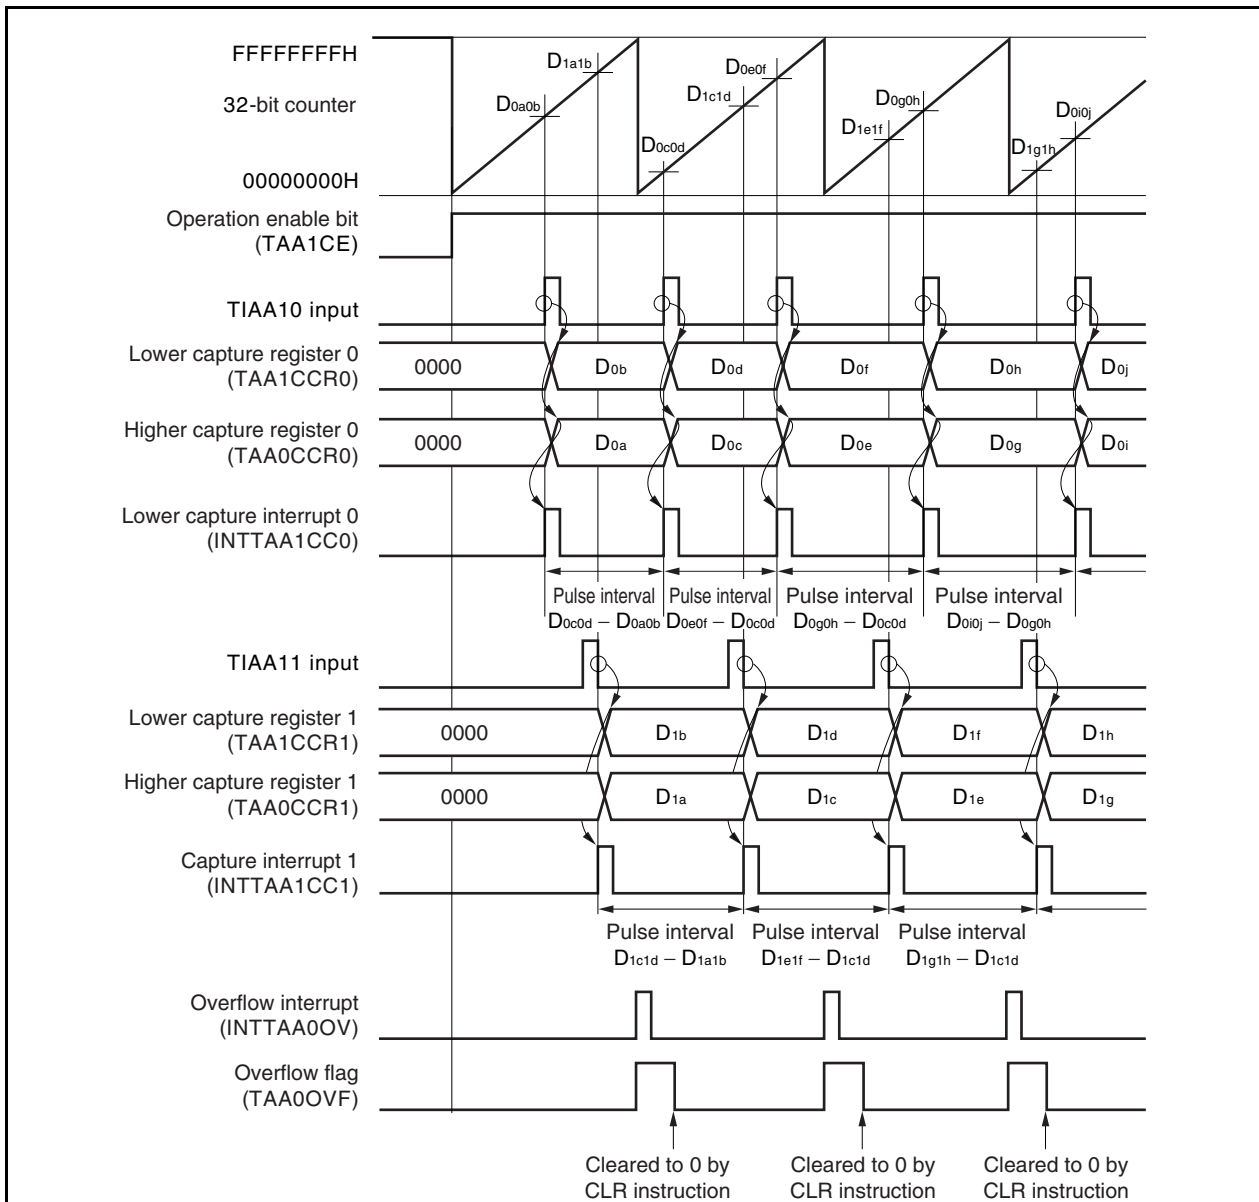 FFFFFFFFH
D1a1b
D0e0f
32-bit counter
D0a0b
D1c1d
D0g0h
D0i0j
D1e1f
D0c0d
D1g1h
00000000H
Operation enable bit
(TAA1CE)
TIAA10 input
Lower capture register 0
(TAA1CCR0)
0000 D0b D0d D0f D0h D0j
Higher capture register 0
(TAA0CCR0)
0000 D0a D0c D0e D0g D0i
Lower capture interrupt 0
(INTTAA1CC0)
Pulse interval Pulse interval Pulse interval Pulse interval
D0c0d – D0a0b D0e0f – D0c0d D0g0h – D0c0d D0i0j – D0g0h
TIAA11 input
Lower capture register 1
(TAA1CCR1)
0000 D1b D1d D1f D1h
Higher capture register 1
(TAA0CCR1)
0000 D1a D1c D1e D1g
Capture interrupt 1
(INTTAA1CC1)
Pulse interval Pulse interval Pulse interval
D1c1d – D1a1b D1e1f – D1c1d D1g1h – D1c1d
Overflow interrupt
(INTTAA0OV)
Overflow flag
(TAA0OVF)
Cleared to 0 by Cleared to 0 by Cleared to 0 by
CLR instruction CLR instruction CLR instruction